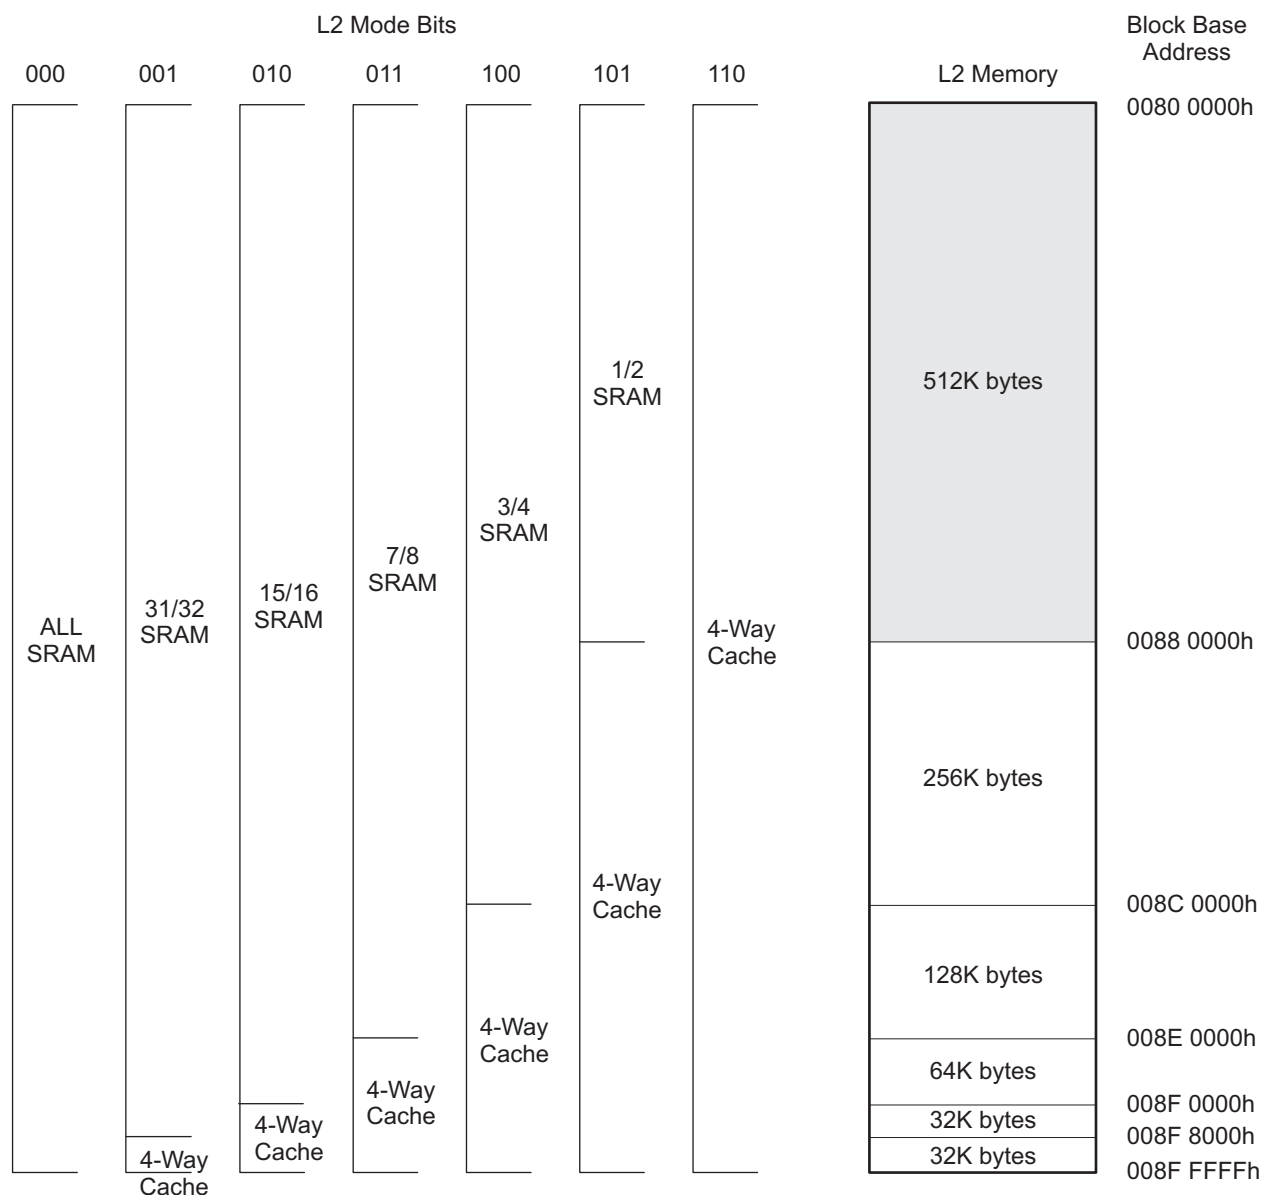 L2 Mode Bits
Block Base
Address
000 001 010 011 100 101 110 L2 Memory
0080 0000h
1/2
SRAM
512K bytes
3/4
SRAM
7/8
SRAM
15/16
SRAM
31/32
SRAM
ALL
SRAM
4-Way
Cache
0088 0000h
256K bytes
4-Way
Cache
008C 0000h
128K bytes
4-Way
Cache
008E 0000h
64K bytes
4-Way
Cache
008F 0000h
32K bytes
4-Way
Cache
008F 8000h
32K bytes
4-Way
Cache
008F FFFFh